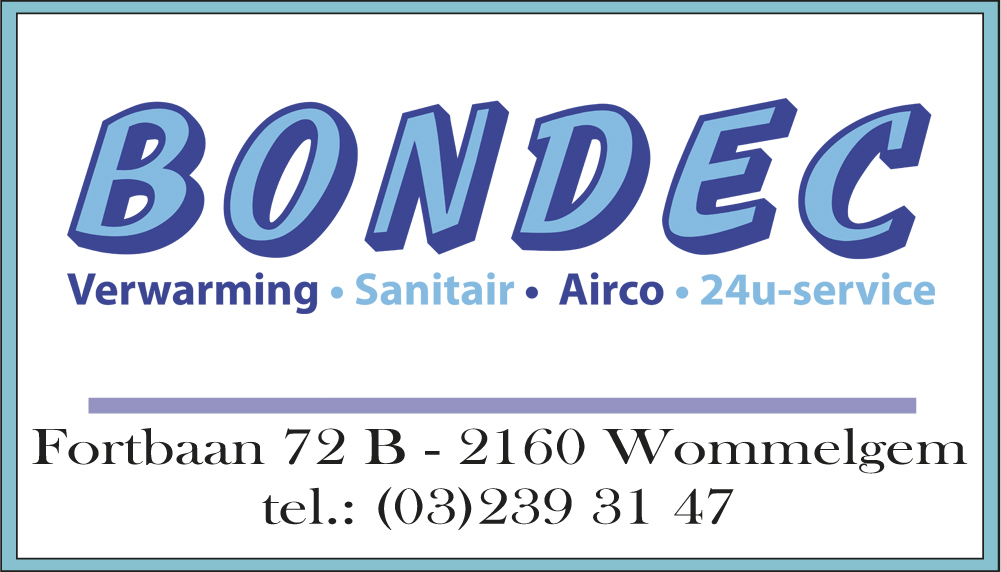 BONDEC
Verwarming • Sanitair • Airco • 24u-service
Fortbaan 72 B - 2160 Wommelgem
tel.: (03)239 31 47